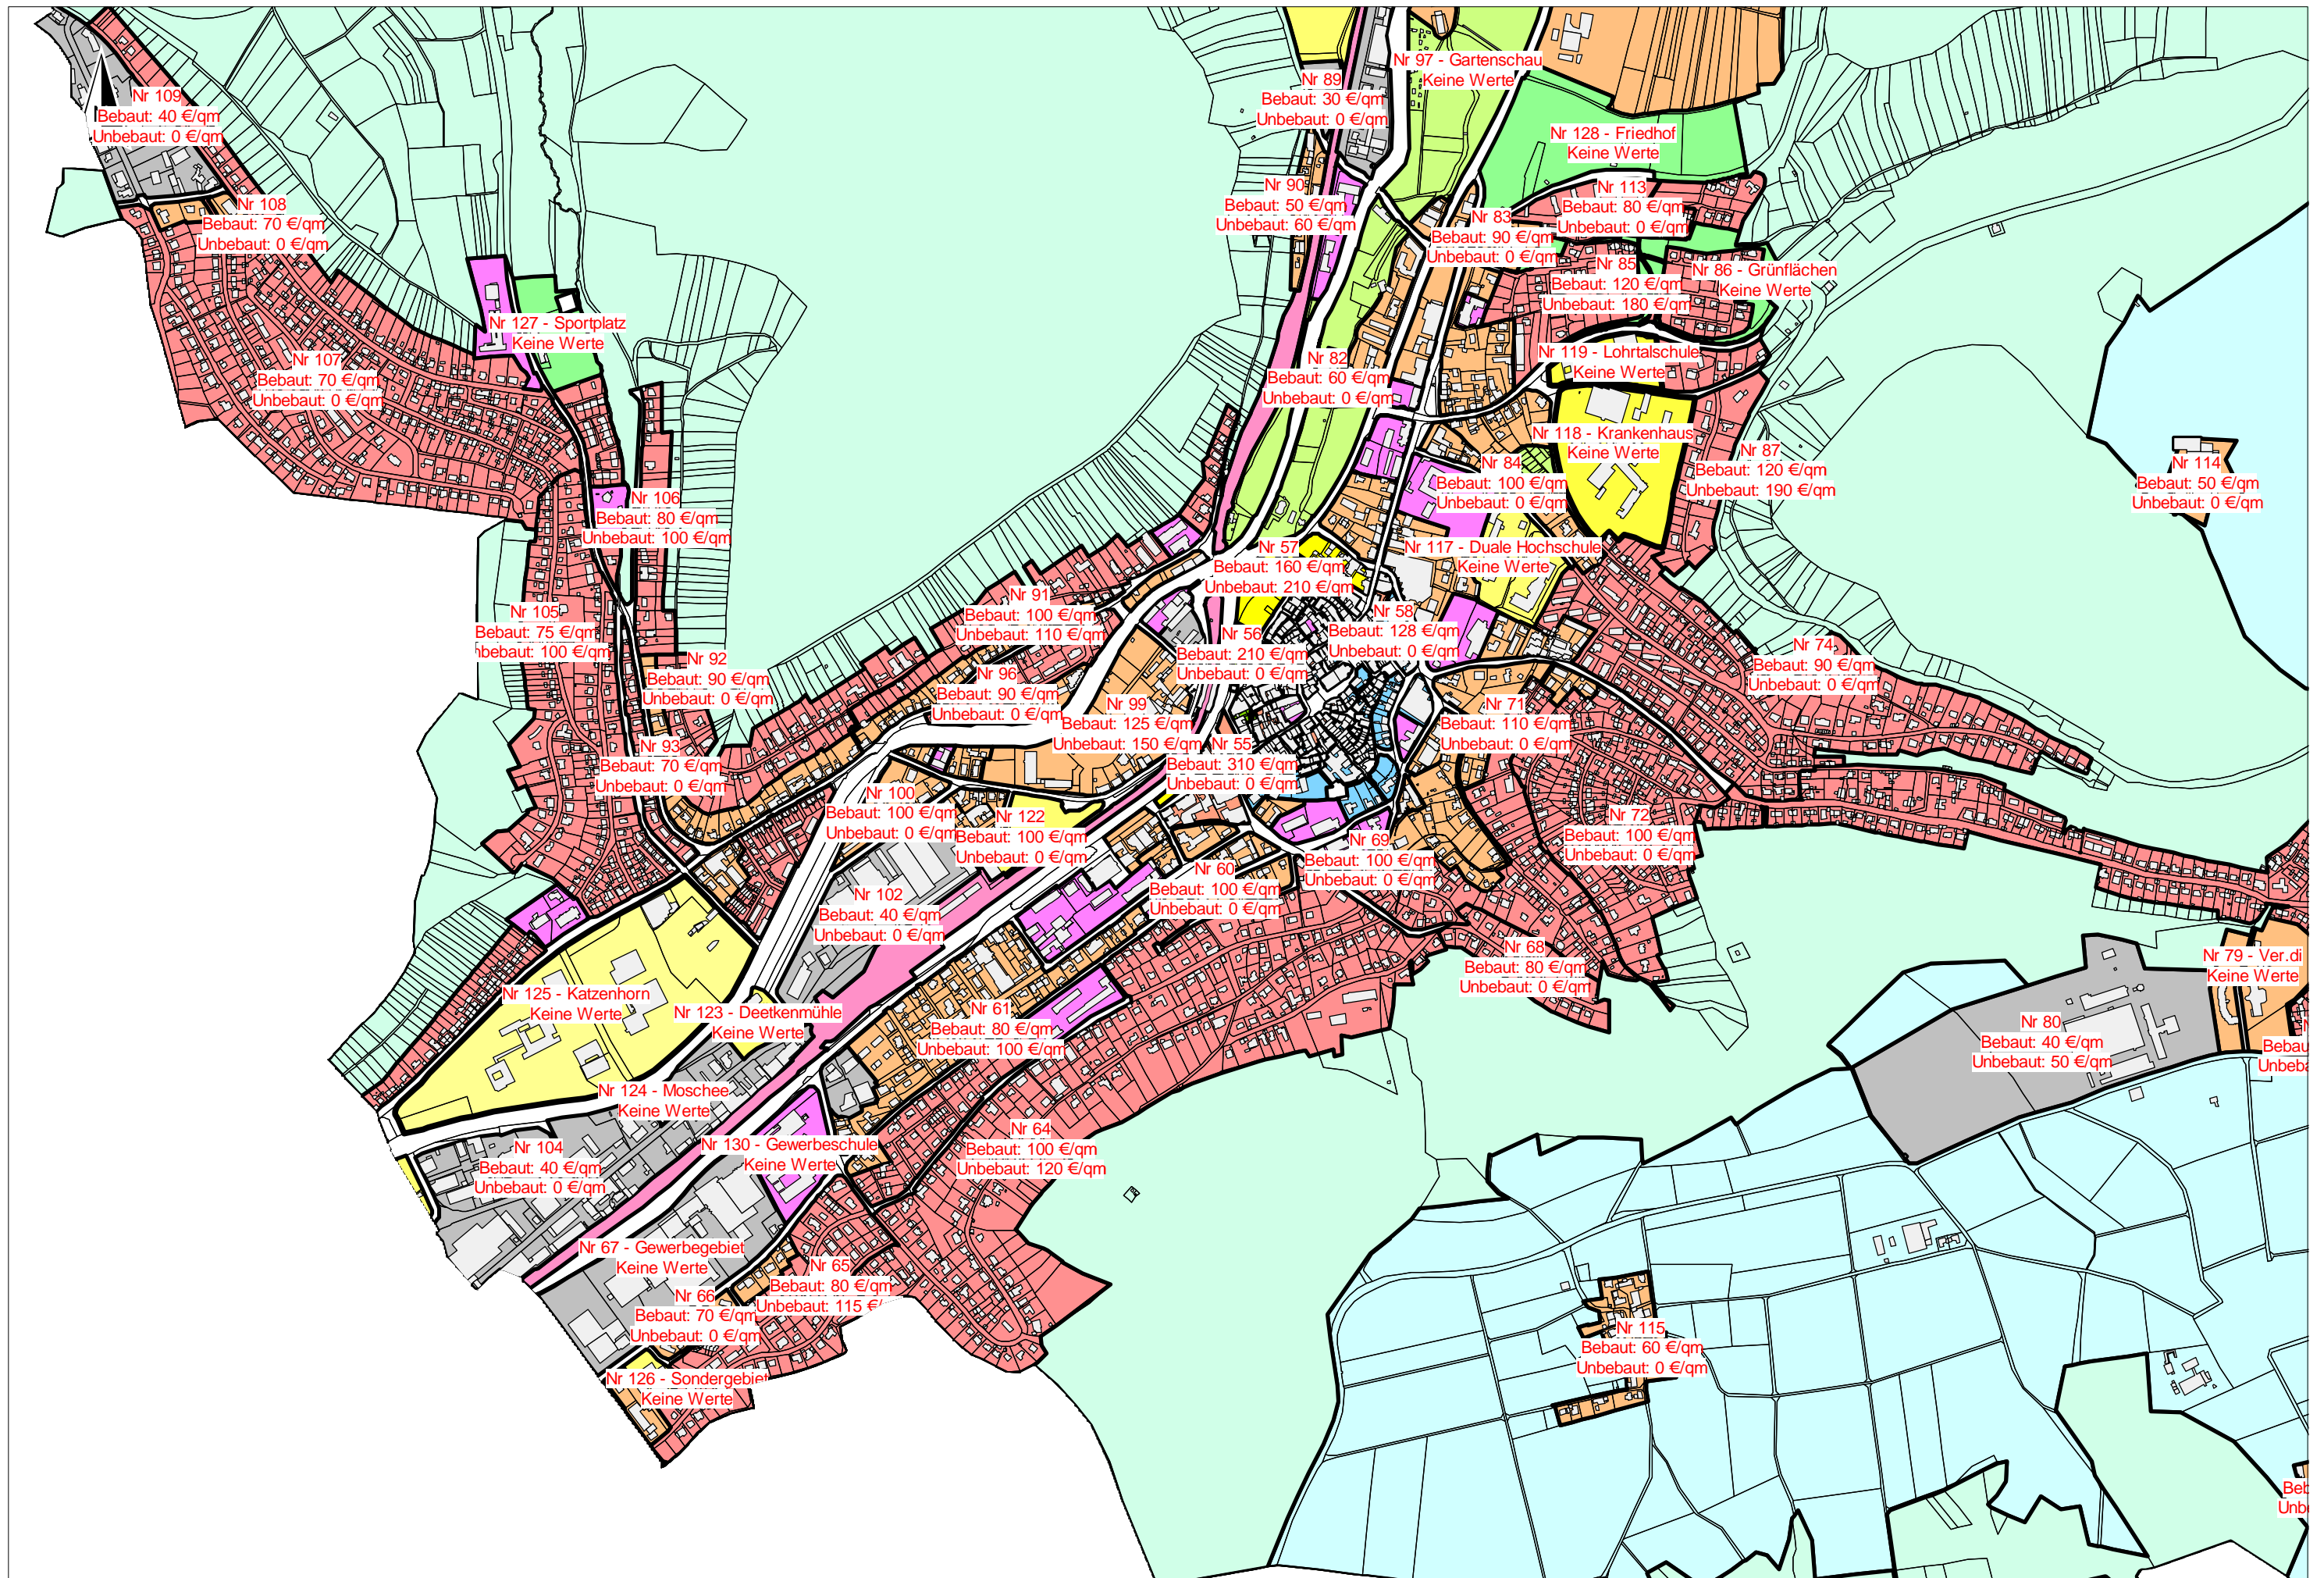 Nr 97 - Gartenschau
Keine Werte
Nr 89
Bebaut: 30 €/qm
Unbebaut: 0 €/qm
Nr 109
Bebaut: 40 €/qm
Unbebaut: 0 €/qm
Nr 128 - Friedhof
Keine Werte
Nr 90
Bebaut: 50 €/qm
Unbebaut: 60 €/qm
Nr 113
Bebaut: 80 €/qm
Unbebaut: 0 €/qm
Nr 108
Bebaut: 70 €/qm
Unbebaut: 0 €/qm
Nr 83
Bebaut: 90 €/qm
Unbebaut: 0 €/qm
Nr 85
Bebaut: 120 €/qm
Unbebaut: 180 €/qm
Nr 86 - Grünflächen
Keine Werte
Nr 127 - Sportplatz
Keine Werte
Nr 107
Bebaut: 70 €/qm
Unbebaut: 0 €/qm
Nr 82
Bebaut: 60 €/qm
Unbebaut: 0 €/qm
Nr 119 - Lohrtalschule
Keine Werte
Nr 118 - Krankenhaus
Keine Werte
Nr 87
Bebaut: 120 €/qm
Unbebaut: 190 €/qm
Nr 84
Bebaut: 100 €/qm
Unbebaut: 0 €/qm
Nr 114
Bebaut: 50 €/qm
Unbebaut: 0 €/qm
Nr 106
Bebaut: 80 €/qm
Unbebaut: 100 €/qm
Nr 57
Bebaut: 160 €/qm
Unbebaut: 210 €/qm
Nr 117 - Duale Hochschule
Keine Werte
Nr 91
Bebaut: 100 €/qm
Unbebaut: 110 €/qm
Nr 105
Bebaut: 75 €/qm
nbebaut: 100 €/qm
Nr 58
Bebaut: 128 €/qm
Unbebaut: 0 €/qm
Nr 56
Bebaut: 210 €/qm
Unbebaut: 0 €/qm
Nr 74
Bebaut: 90 €/qm
Unbebaut: 0 €/qm
Nr 92
Bebaut: 90 €/qm
Unbebaut: 0 €/qm
Nr 96
Bebaut: 90 €/qm
Unbebaut: 0 €/qm
Nr 99
Bebaut: 125 €/qm
Unbebaut: 150 €/qm
Nr 71
Bebaut: 110 €/qm
Unbebaut: 0 €/qm
Nr 93
Bebaut: 70 €/qm
Unbebaut: 0 €/qm
Nr 55
Bebaut: 310 €/qm
Unbebaut: 0 €/qm
Nr 100
Bebaut: 100 €/qm
Unbebaut: 0 €/qm
Nr 122
Bebaut: 100 €/qm
Unbebaut: 0 €/qm
Nr 72
Bebaut: 100 €/qm
Unbebaut: 0 €/qm
Nr 69
Bebaut: 100 €/qm
Unbebaut: 0 €/qm
Nr 60
Bebaut: 100 €/qm
Unbebaut: 0 €/qm
Nr 102
Bebaut: 40 €/qm
Unbebaut: 0 €/qm
Nr 68
Bebaut: 80 €/qm
Unbebaut: 0 €/qm
Nr 79 - Ver.di
Keine Werte
Nr 125 - Katzenhorn
Keine Werte
Nr 123 - Deetkenmühle
Keine Werte
Nr 61
Bebaut: 80 €/qm
Unbebaut: 100 €/qm
Nr 80
Bebaut: 40 €/qm
Unbebaut: 50 €/qm
N
Bebau
Unbeba
Nr 124 - Moschee
Keine Werte
Nr 104
Bebaut: 40 €/qm
Unbebaut: 0 €/qm
Nr 130 - Gewerbeschule
Keine Werte
Nr 64
Bebaut: 100 €/qm
Unbebaut: 120 €/qm
Nr 67 - Gewerbegebiet
Keine Werte
Nr 65
Bebaut: 80 €/qm
Unbebaut: 115 €/
Nr 66
Bebaut: 70 €/qm
Unbebaut: 0 €/qm
Nr 115
Bebaut: 60 €/qm
Unbebaut: 0 €/qm
Nr 126 - Sondergebiet
Keine Werte
Beb
Unb